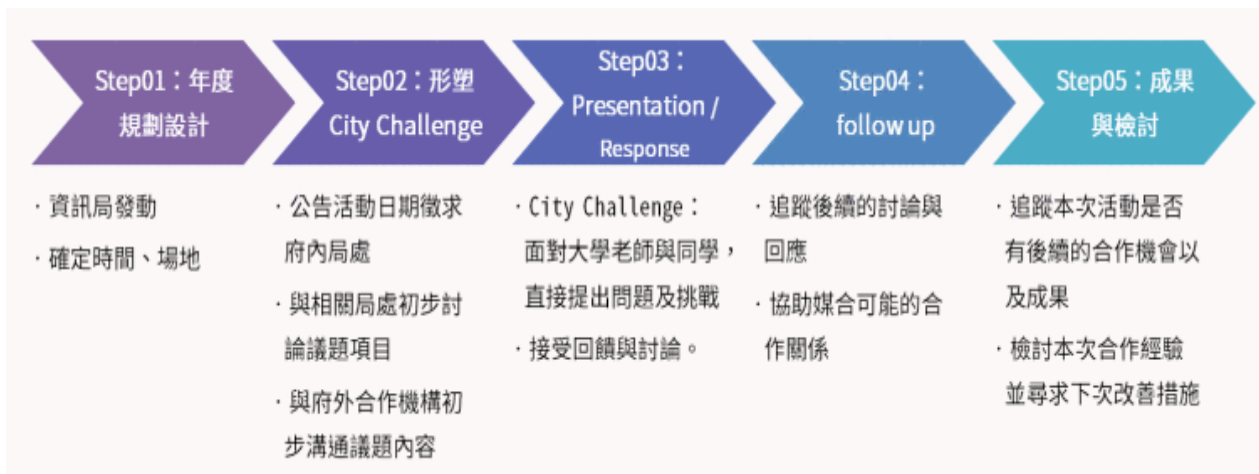 Step01：年度
規劃設計
・資訊局發動
・確定時間、場地
Step02：形塑
City Challenge
・公告活動日期徵求
府內局處
・與相關局處初步討
論議題項目
・與府外合作機構初
步溝通議題內容
Step03：
Presentation /
Response
・City Challenge：
面對大學老師與同學，
直接提出問題及挑戰
・接受回饋與討論。
Step04：
follow up
・追蹤後續的討論與
回應
・協助媒合可能的合
作關係
Step05：成果
與檢討
・追蹤本次活動是否
有後續的合作機會以
及成果
・檢討本次合作經驗
並尋求下次改善措施